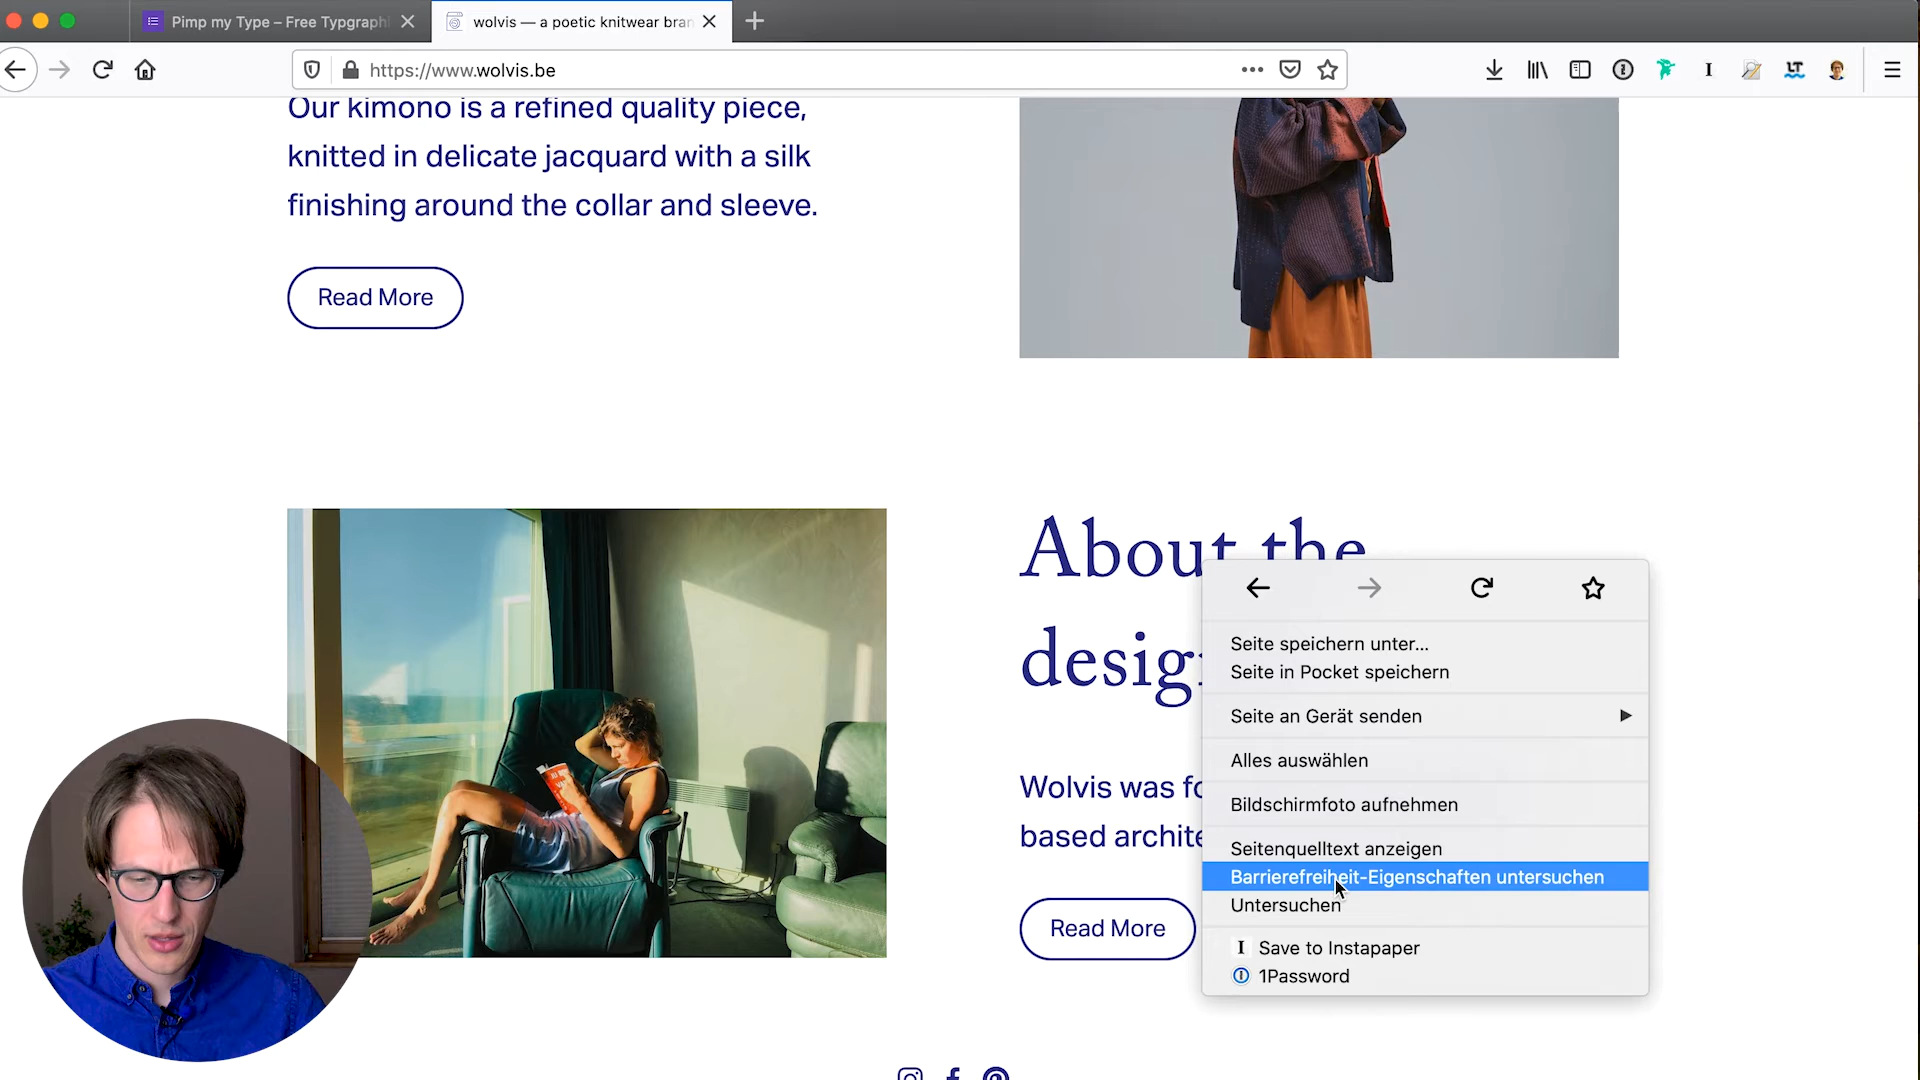 Pimp my Type – Free Typgraph
wolvis — a poetic knitwear bran
https://www.wolvis.be
Our kimono is a refined quality piece,
knitted in delicate jacquard with a silk
finishing around the collar and sleeve.
Read More
About the
desig
Wolvis was fo
based archite
Read More
Seite speichern unter...
Seite in Pocket speichern
Seite an Gerät senden
Alles auswählen
Bildschirmfoto aufnehmen
Seitenquelltext anzeigen
Barrierefreiheit-Eigenschaften untersuchen
Untersuchen
Save to Instapaper
1Password